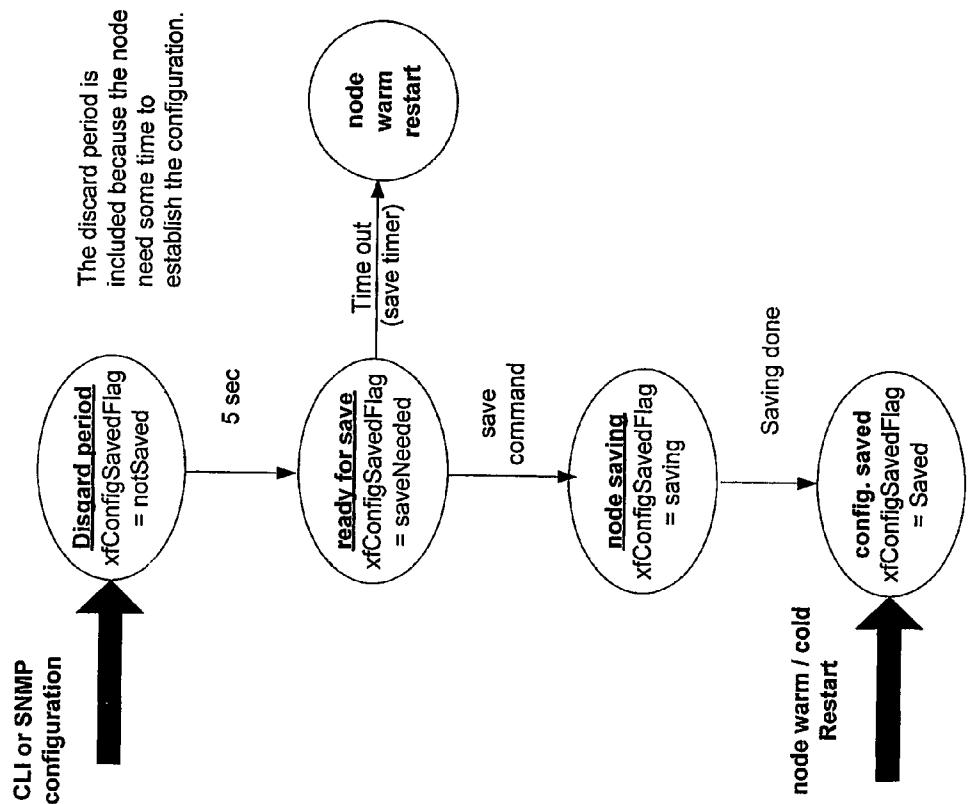 CLI or SNMP
configuration
Disgard period
xfConfigSavedFlag
= notSaved
The discard period is
included because the node
need some time to
establish the configuration.
5 sec
ready for save
xfConfigSavedFlag
= saveNeeded
Time out
(save timer)
node
warm
restart
save
command
node saving
xfConfigSavedFlag
= saving
Saving done
node warm / cold
Restart
config. saved
xfConfigSavedFlag
= Saved